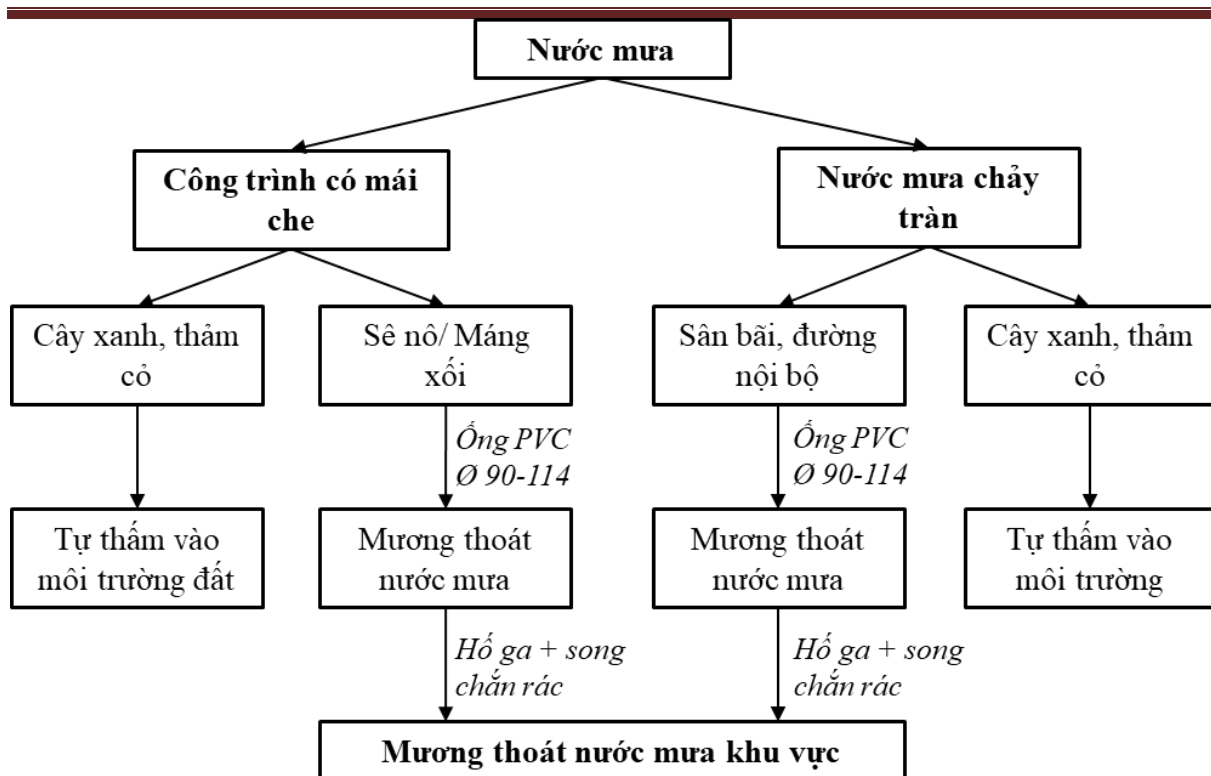 Nước mưa
Công trình có mái
che
Nước mưa chảy
tràn
Cây xanh, thảm
cỏ
Sê nô/ Máng
xối
Sân bãi, đường
nội bộ
Cây xanh, thảm
cỏ
Ống PVC
Ø 90-114
Ống PVC
Ø 90-114
Tự thấm vào
môi trường đất
Mương thoát
nước mưa
Mương thoát
nước mưa
Tự thấm vào
môi trường
Hố ga + song
chắn rác
Hố ga + song
chắn rác
Mương thoát nước mưa khu vực